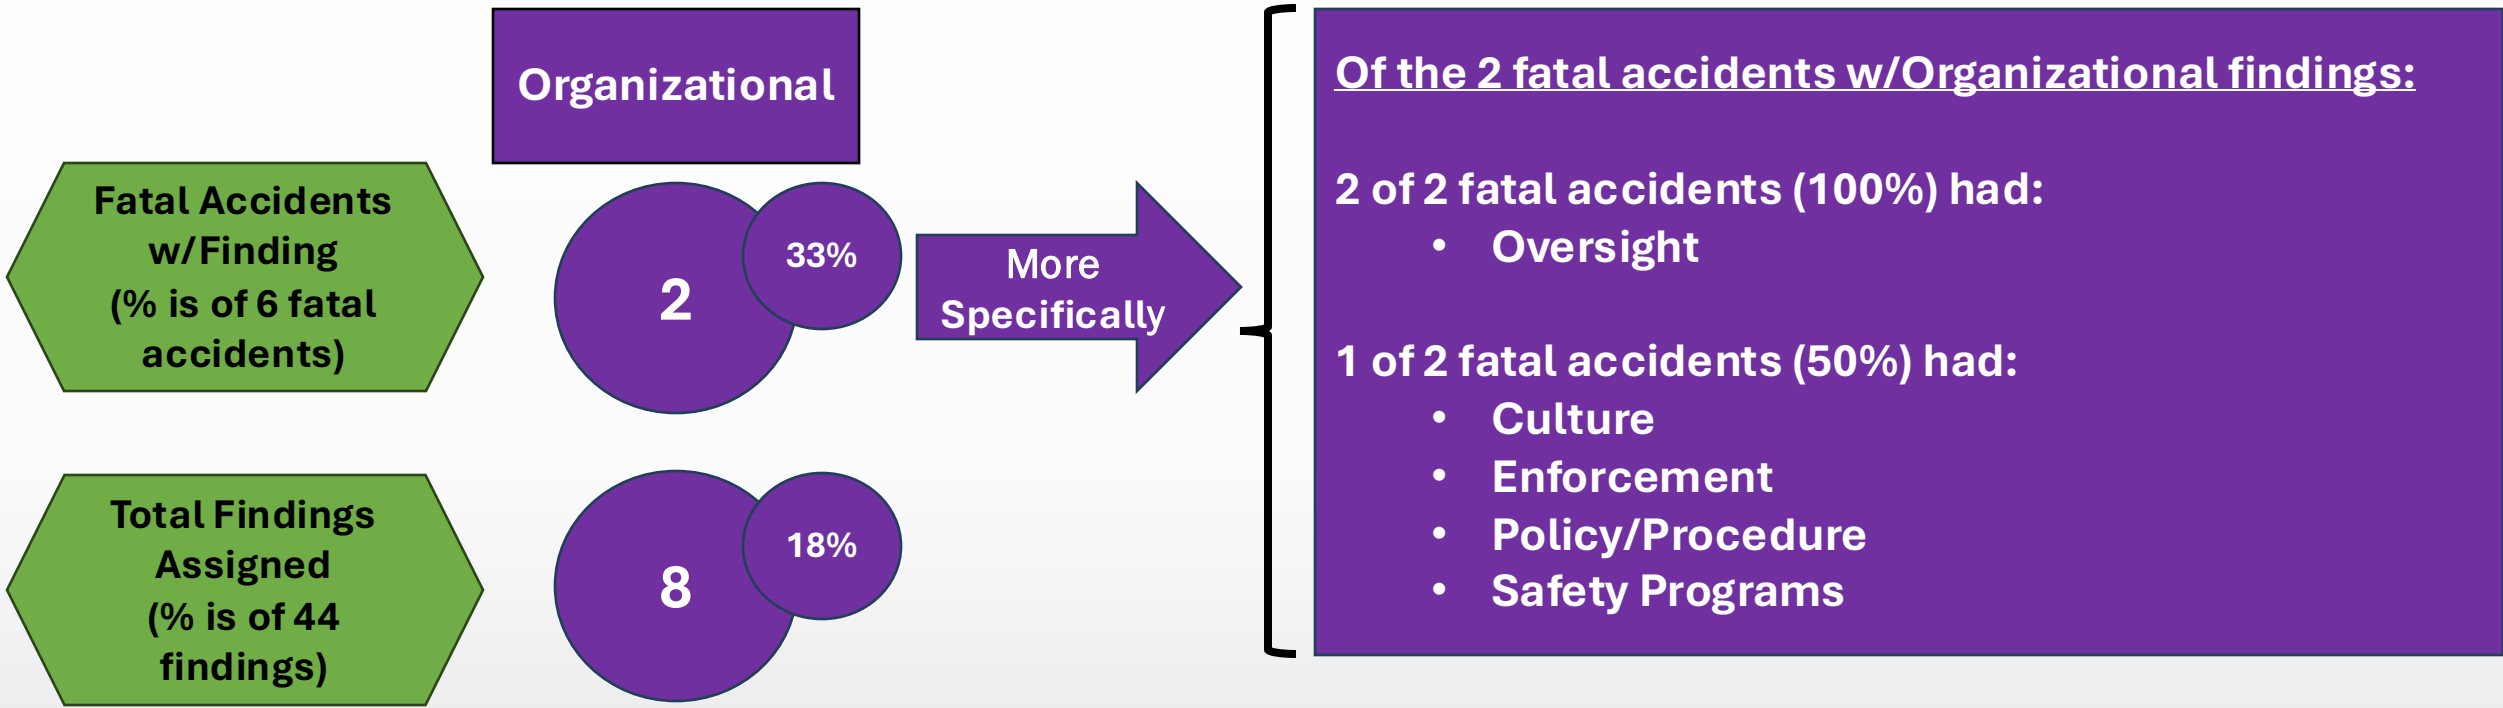 Organizational
Fatal Accidents
w/Finding
(% is of 6 fatal
accidents)
2
33%
More
Specifically
Total Findings
Assigned
(% is of 44
findings)
8
18%
Of the 2 fatal accidents w/Organizational findings:
2 of 2 fatal accidents (100%) had:
• Oversight
1 of 2 fatal accidents (50%) had:
• Culture
• Enforcement
• Policy/Procedure
• Safety Programs